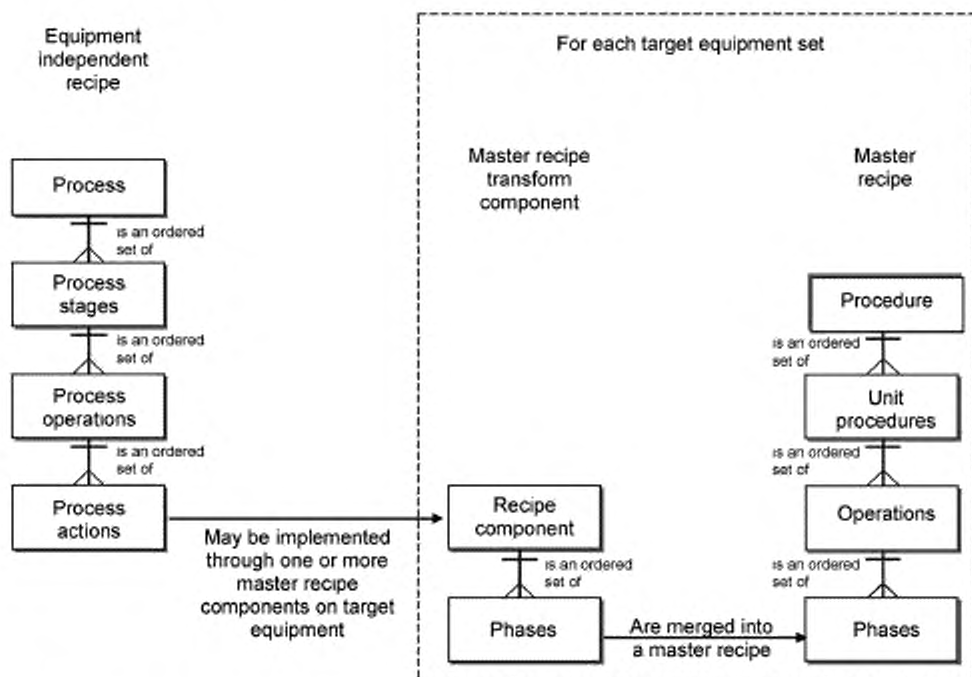 Equipment
independent
recipe
For each target equipment set
Master recipe
transform
component
Master
recipe
Process
is an ordered
set of
Process
stages
is an ordered
set of
Process
operations
is an ordered
set of
Process
actions
May be implemented
through one or more
master recipe
components on target
equipment
Recipe
component
is an ordered
set of
Phases
Are merged into
a master recipe
Procedure
is an ordered
set of
Unit
procedures
is an ordered
set of
Operations
is an ordered
set of
Phases